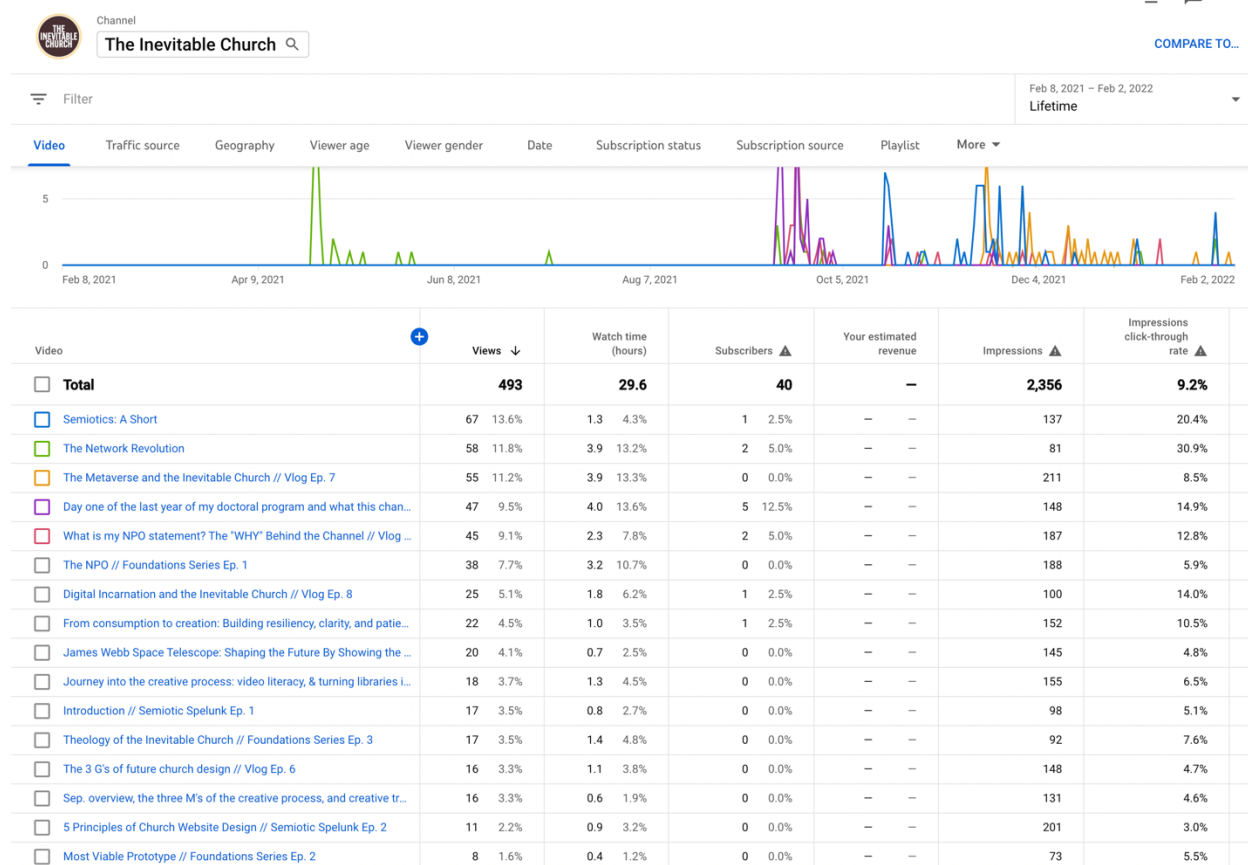 THE
INEVITABLE
CHURCH
Channel
The Inevitable Church
COMPARE TO...
Filter
Feb 8, 2021 – Feb 2, 2022
Lifetime
Video Traffic source Geography Viewer age Viewer gender Date Subscription status Subscription source Playlist More
5
0
Feb 8, 2021 Apr 9, 2021 Jun 8, 2021 Aug 7, 2021 Oct 5, 2021 Dec 4, 2021 Feb 2, 2022
Video Views Watch time (hours) Subscribers Your estimated revenue Impressions Impressions click-through rate
Total 493 29.6 40 — 2,356 9.2%
Semiotics: A Short 67 13.6% 1.3 4.3% 1 2.5% — — 137 20.4%
The Network Revolution 58 11.8% 3.9 13.2% 2 5.0% — — 81 30.9%
The Metaverse and the Inevitable Church // Vlog Ep. 7 55 11.2% 3.9 13.3% 0 0.0% — — 211 8.5%
Day one of the last year of my doctoral program and what this chan... 47 9.5% 4.0 13.6% 5 12.5% — — 148 14.9%
What is my NPO statement? The "WHY" Behind the Channel // Vlog ... 45 9.1% 2.3 7.8% 2 5.0% — — 187 12.8%
The NPO // Foundations Series Ep. 1 38 7.7% 3.2 10.7% 0 0.0% — — 188 5.9%
Digital Incarnation and the Inevitable Church // Vlog Ep. 8 25 5.1% 1.8 6.2% 1 2.5% — — 100 14.0%
From consumption to creation: Building resiliency, clarity, and patie... 22 4.5% 1.0 3.5% 1 2.5% — — 152 10.5%
James Webb Space Telescope: Shaping the Future By Showing the ... 20 4.1% 0.7 2.5% 0 0.0% — — 145 4.8%
Journey into the creative process: video literacy, & turning libraries i... 18 3.7% 1.3 4.5% 0 0.0% — — 155 6.5%
Introduction // Semiotic Spelunk Ep. 1 17 3.5% 0.8 2.7% 0 0.0% — — 98 5.1%
Theology of the Inevitable Church // Foundations Series Ep. 3 17 3.5% 1.4 4.8% 0 0.0% — — 92 7.6%
The 3 G's of future church design // Vlog Ep. 6 16 3.3% 1.1 3.8% 0 0.0% — — 148 4.7%
Sep. overview, the three M's of the creative process, and creative tr... 16 3.3% 0.6 1.9% 0 0.0% — — 131 4.6%
5 Principles of Church Website Design // Semiotic Spelunk Ep. 2 11 2.2% 0.9 3.2% 0 0.0% — — 201 3.0%
Most Viable Prototype // Foundations Series Ep. 2 8 1.6% 0.4 1.2% 0 0.0% — — 73 5.5%